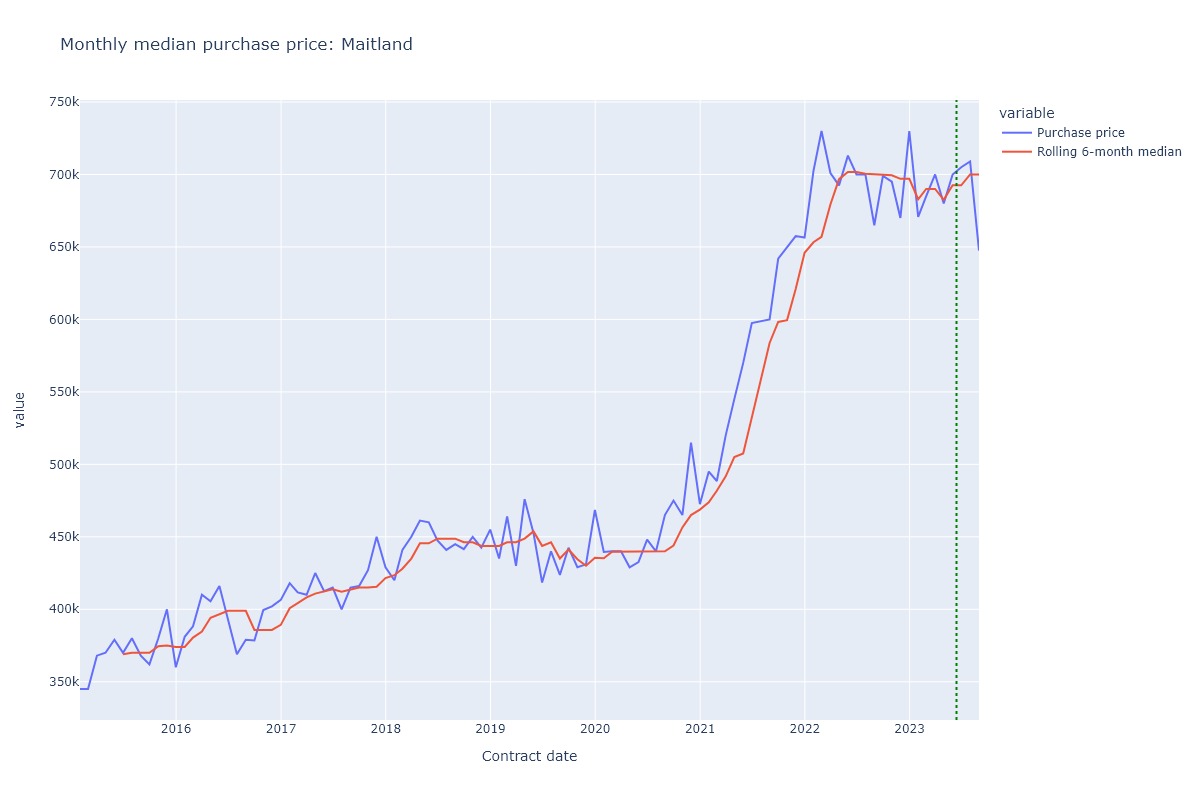 Monthly median purchase price: Maitland
variable
Purchase price
Rolling 6-month median
750k
700k
650k
600k
550k
500k
450k
400k
350k
value
2016 2017 2018 2019 2020 2021 2022 2023
Contract date